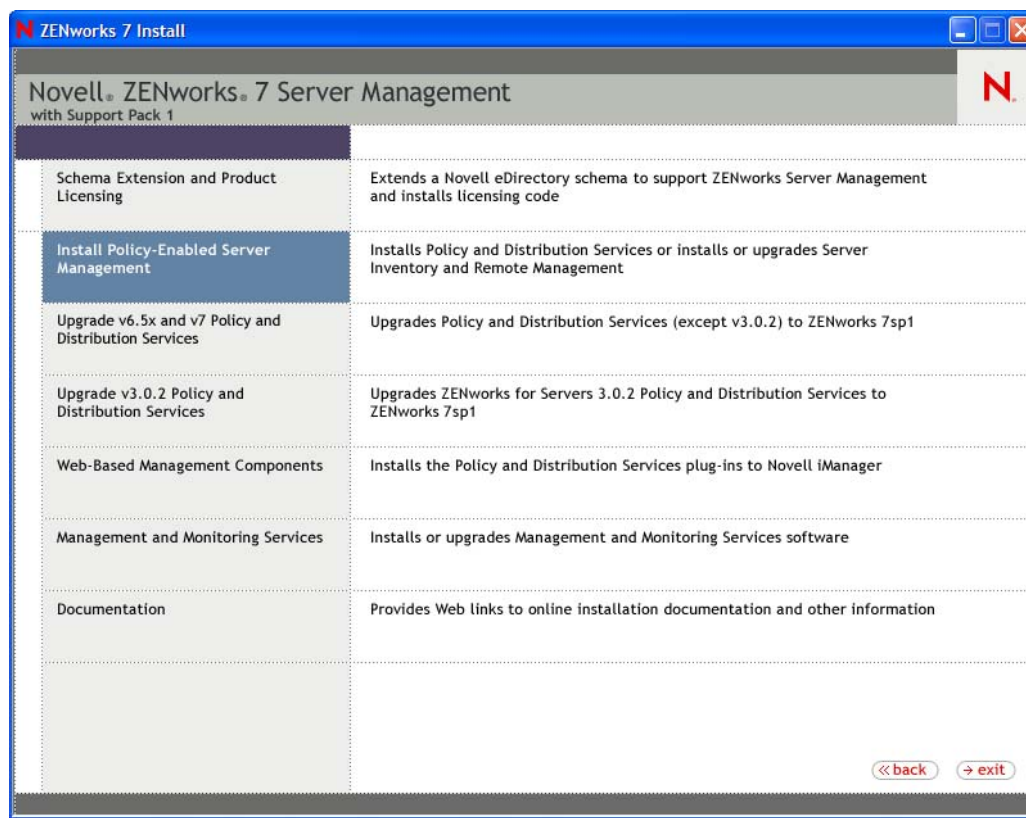 ZENworks 7 Install
Novell® ZENworks® 7 Server Management
with Support Pack 1
N
Schema Extension and Product
Licensing
Extends a Novell eDirectory schema to support ZENworks Server Management
and installs licensing code
Install Policy-Enabled Server
Management
Installs Policy and Distribution Services or installs or upgrades Server
Inventory and Remote Management
Upgrade v6.5x and v7 Policy and
Distribution Services
Upgrades Policy and Distribution Services (except v3.0.2) to ZENworks 7sp1
Upgrade v3.0.2 Policy and
Distribution Services
Upgrades ZENworks for Servers 3.0.2 Policy and Distribution Services to
ZENworks 7sp1
Web-Based Management Components
Installs the Policy and Distribution Services plug-ins to Novell iManager
Management and Monitoring Services
Installs or upgrades Management and Monitoring Services software
Documentation
Provides Web links to online installation documentation and other information
back
exit